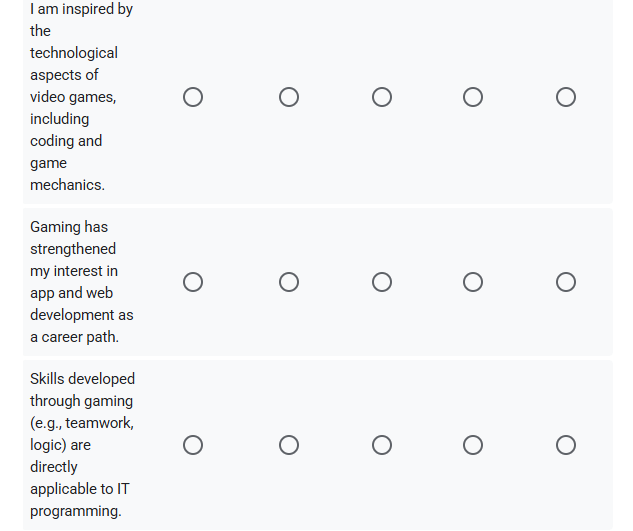 I am inspired by
the
technological
aspects of
video games,
including
coding and
game
mechanics.
Gaming has
strengthened
my interest in
app and web
development as
a career path.
Skills developed
through gaming
(e.g., teamwork,
logic) are
directly
applicable to IT
programming.